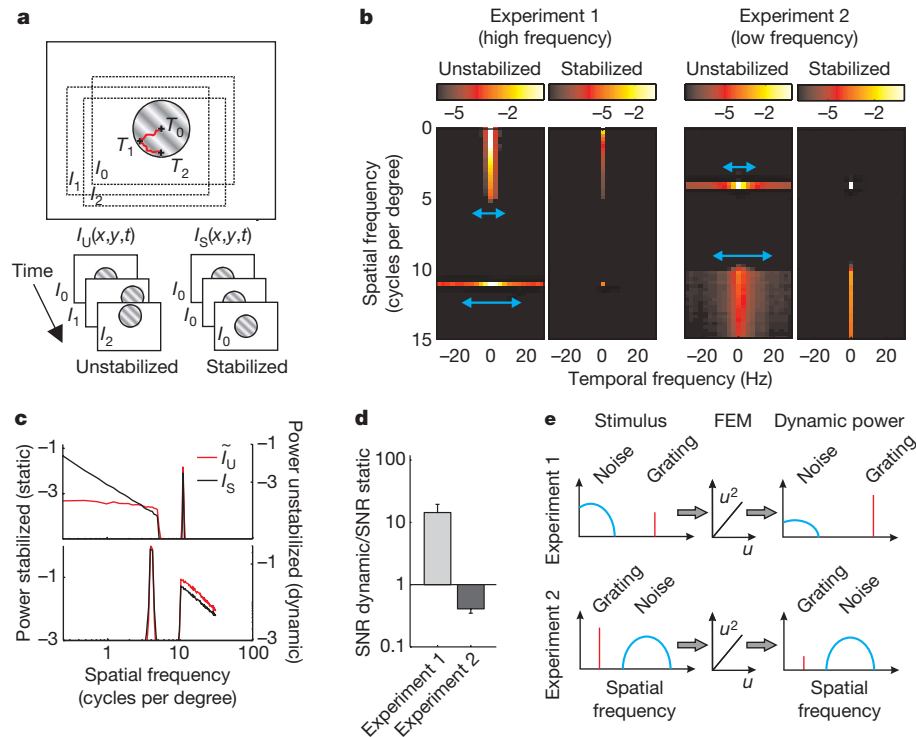 a
T0
T1
T2
I0
I1
I2
IU(x,y,t)
IS(x,y,t)
Time
I0
I1
I2
I0
I0
I0
Unstabilized
Stabilized
b
Experiment 1
(high frequency)
Experiment 2
(low frequency)
Unstabilized
Stabilized
Unstabilized
Stabilized
−5 −2
−5 −2
−5 −2
−5 −2
Spatial frequency
(cycles per degree)
0
5
10
15
−20 0 20
−20 0 20
−20 0 20
−20 0 20
Temporal frequency (Hz)
c
Power stabilized (static)
−1
−3
−1
−3
ĨU
IS
−1
−3
−1
−3
Power unstabilized (dynamic)
1 10 100
Spatial frequency
(cycles per degree)
d
SNR dynamic/SNR static
100
10
1
0.1
Experiment 1
Experiment 2
e
Stimulus
FEM
Dynamic power
Experiment 1
Noise
Grating
u²
u
Noise
Grating
Experiment 2
Grating
Noise
u²
u
Grating
Noise
Spatial
frequency
Spatial
frequency